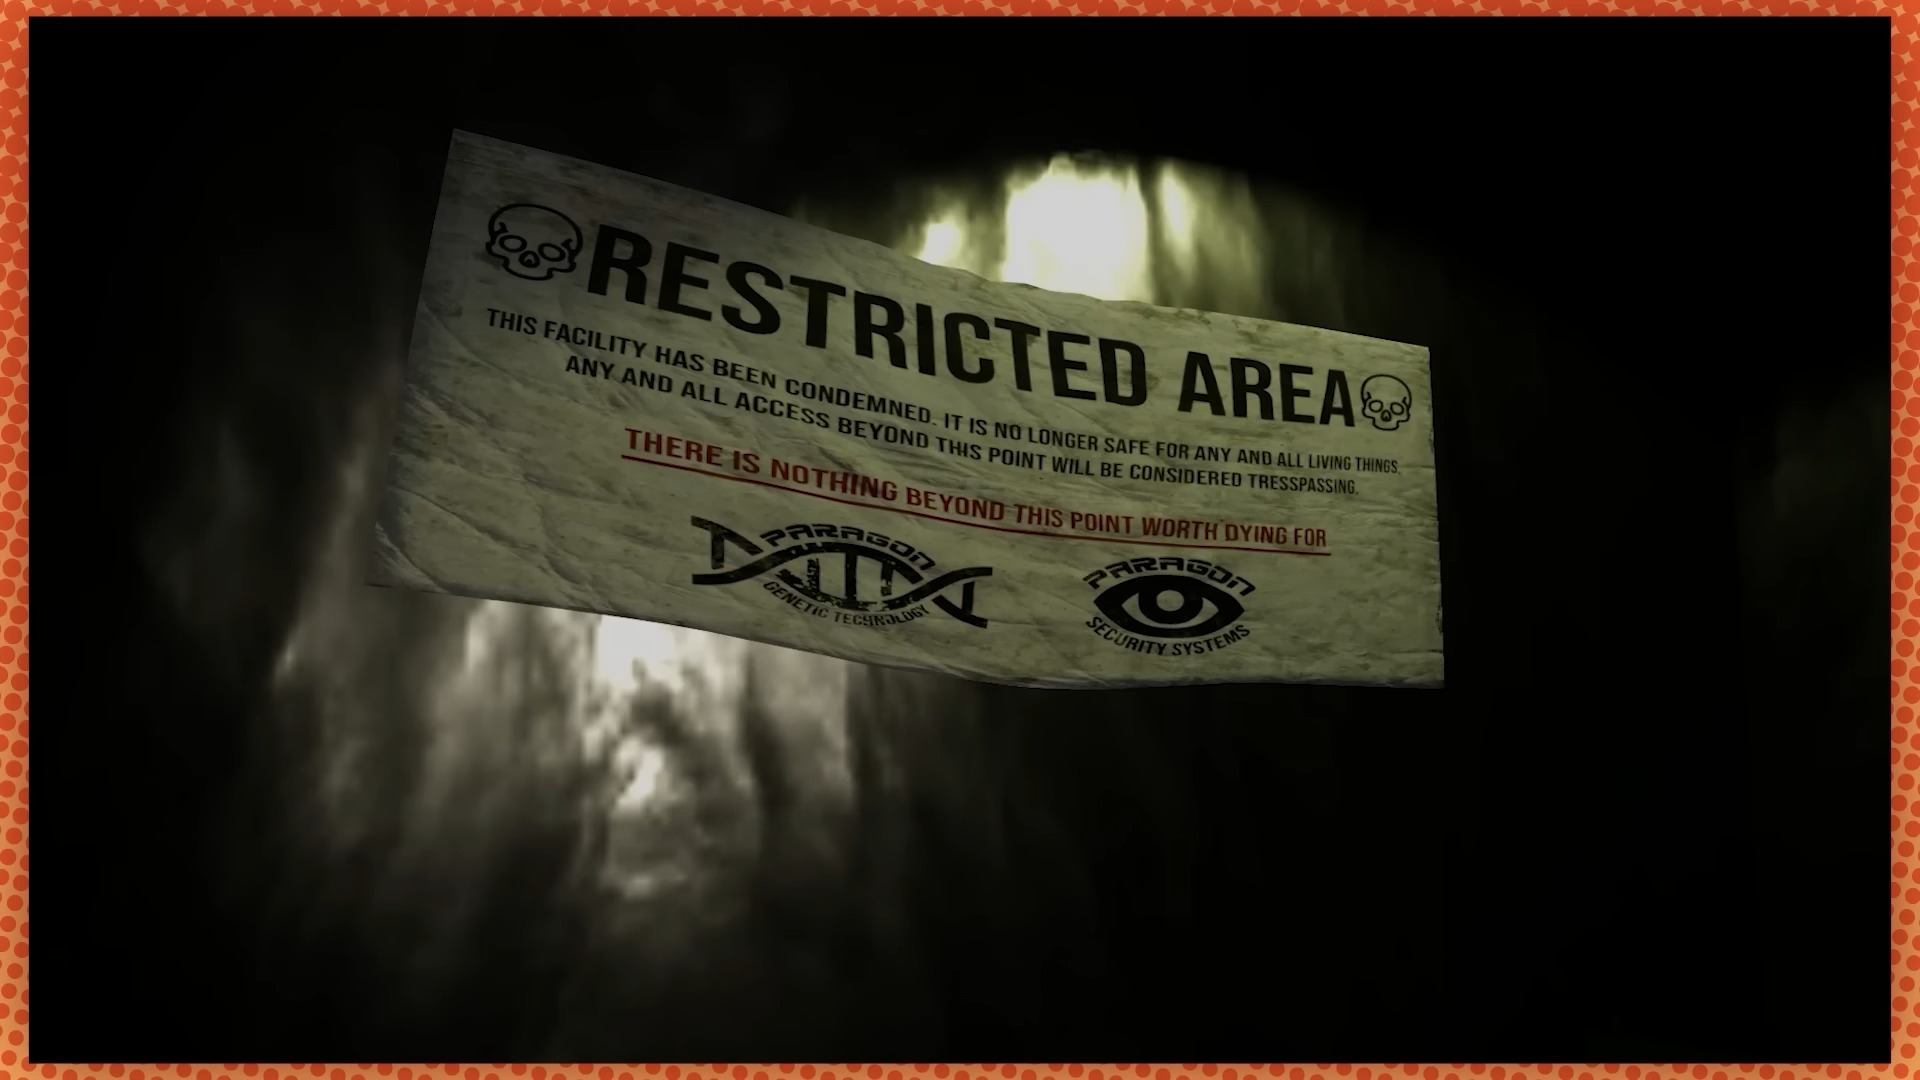 RESTRICTED AREA
THIS FACILITY HAS BEEN CONDEMNED. IT IS NO LONGER SAFE FOR ANY AND ALL LIVING THINGS.
ANY AND ALL ACCESS BEYOND THIS POINT WILL BE CONSIDERED TRESSPASSING.
THERE IS NOTHING BEYOND THIS POINT WORTH DYING FOR
PARAGON
GENETIC TECHNOLOGY
PARAGON
SECURITY SYSTEMS